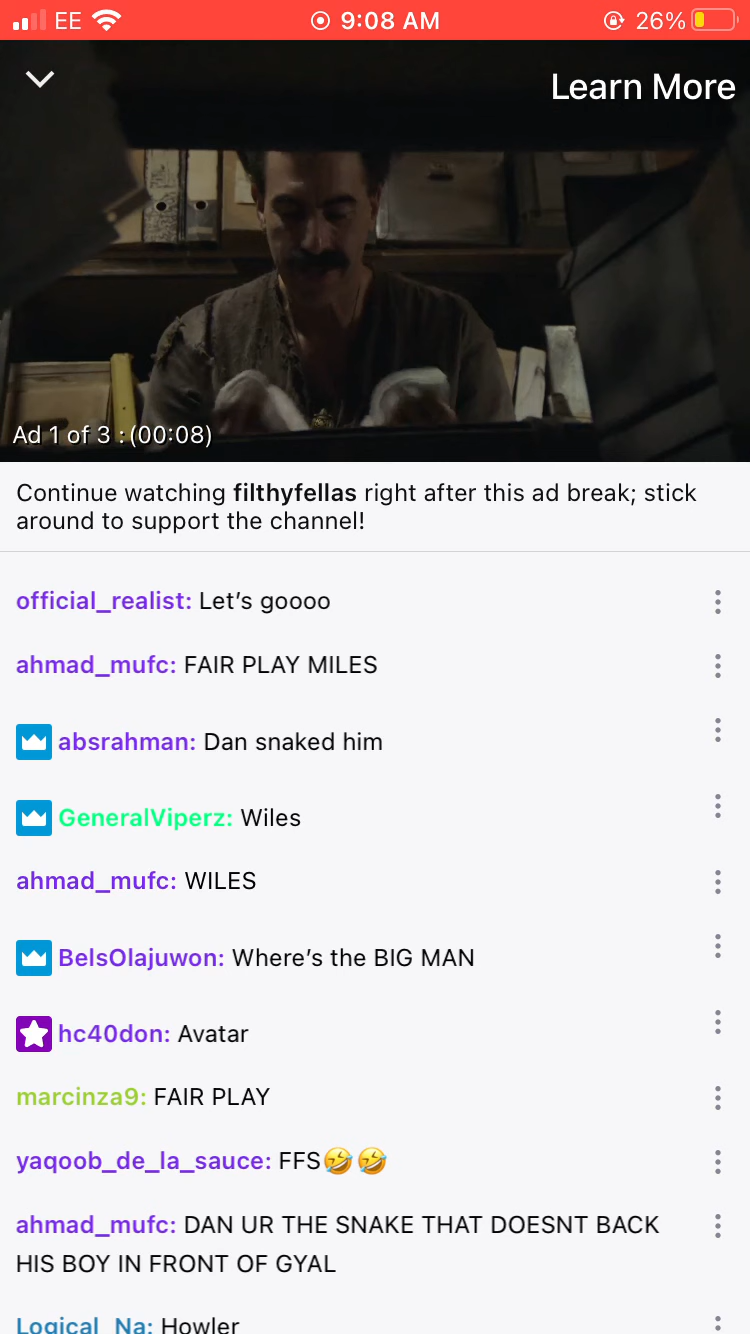 EE 9:08 AM 26%
Learn More
Ad 1 of 3 : (00:08)
Continue watching filthyfellas right after this ad break; stick
around to support the channel!
official_realist: Let’s goooo
ahmad_mufc: FAIR PLAY MILES
absrahman: Dan snaked him
GeneralViperz: Wiles
ahmad_mufc: WILES
BelsOlajuwon: Where’s the BIG MAN
hc40don: Avatar
marcinza9: FAIR PLAY
yaqoob_de_la_sauce: FFS🤣🤣
ahmad_mufc: DAN UR THE SNAKE THAT DOESNT BACK
HIS BOY IN FRONT OF GYAL
Logical_Na: Howler